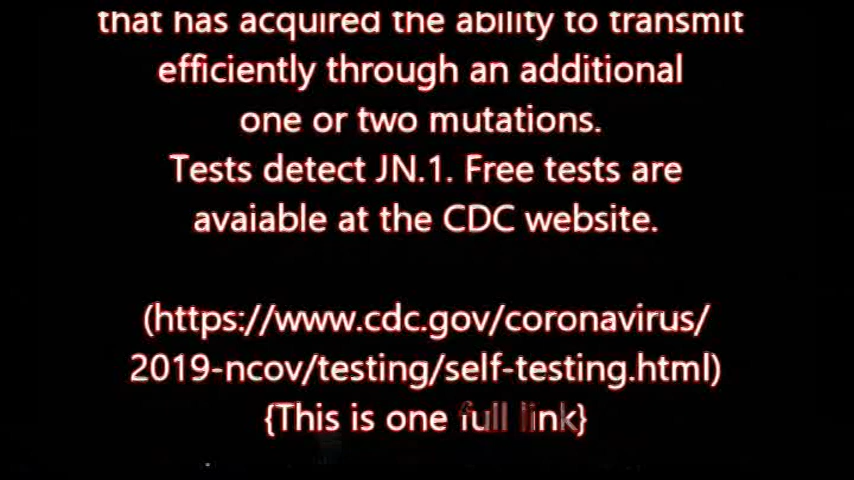 that has acquired the ability to transmit
efficiently through an additional
one or two mutations.
Tests detect JN.1. Free tests are
avaiable at the CDC website.
(https://www.cdc.gov/coronavirus/
2019-ncov/testing/self-testing.html)
{This is one full link}